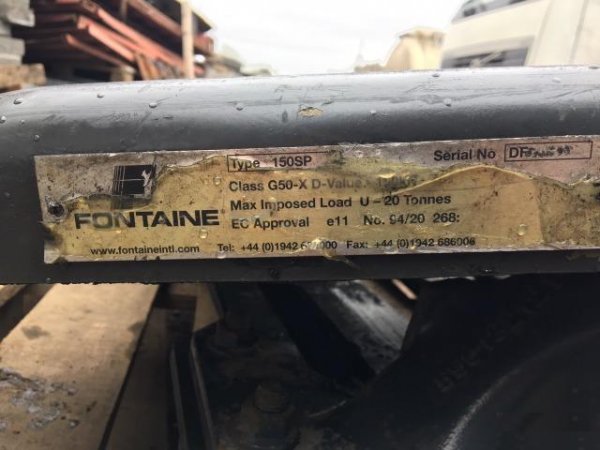 Type 150SP
Serial No
Class G50-X D-Value
Max Imposed Load U - 20 Tonnes
FONTAINE
EC Approval e11 No. 94/20 268:
www.fontaineintl.com Tel: +44 (0)1942 Fax: +44 (0)1942 686006